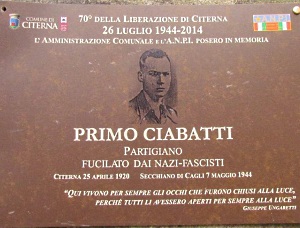 COMUNE DI
CITERNA
70° DELLA LIBERAZIONE DI CITERNA
26 LUGLIO 1944-2014
L'AMMINISTRAZIONE COMUNALE E L'A.N.P.I. POSERO IN MEMORIA
A.N.P.I.
PRIMO CIABATTI
PARTIGIANO
FUCILATO DAI NAZI-FASCISTI
CITERNA 25 APRILE 1920 SECCHIANO DI CAGLI 7 MAGGIO 1944
"QUI VIVONO PER SEMPRE GLI OCCHI CHE FURONO CHIUSI ALLA LUCE,
PERCHÈ TUTTI LI AVESSERO APERTI PER SEMPRE ALLA LUCE"
GIUSEPPE UNGARETTI